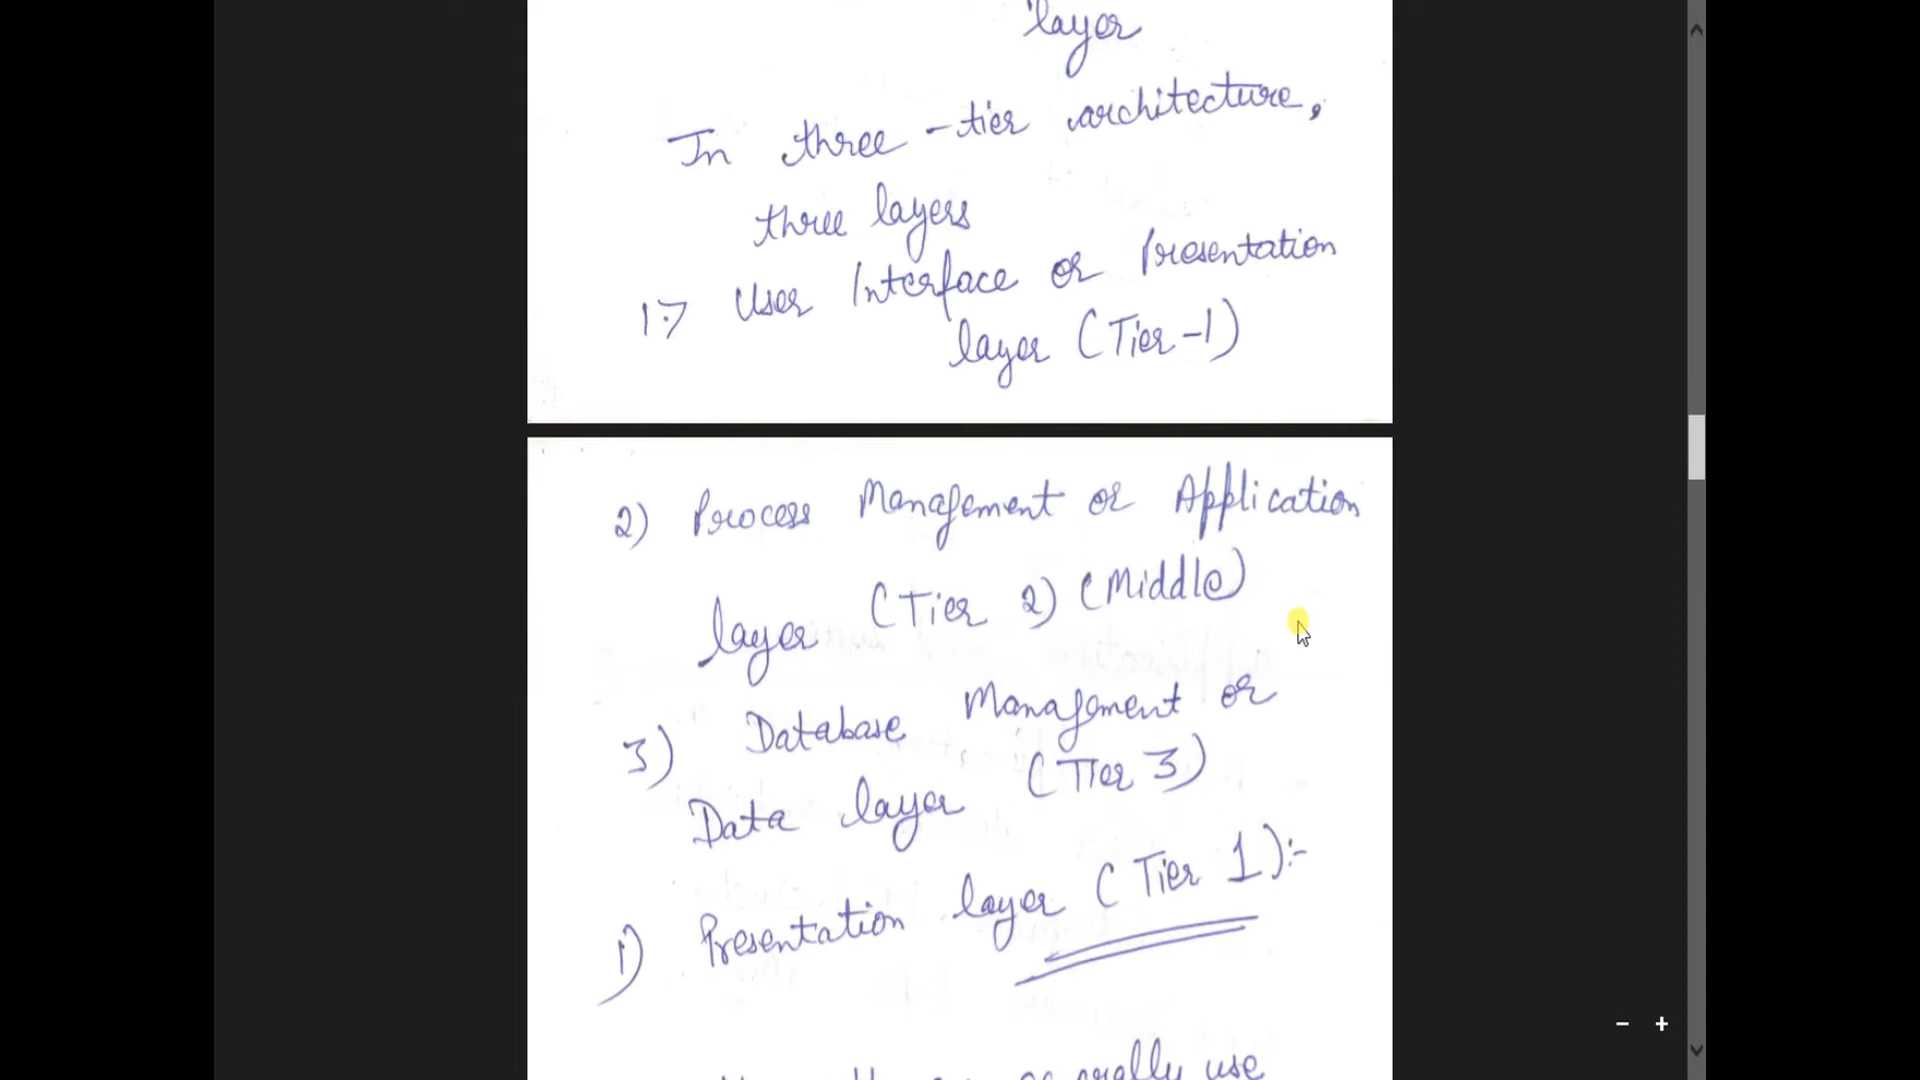 layer
In three-tier architecture,
three layers
1:> User Interface or Presentation
layer (Tier-1)
2) Process Management or Application
layer (Tier 2) (Middle)
3) Database Management or
Data layer (Tier 3)
1) Presentation layer (Tier 1):-
use